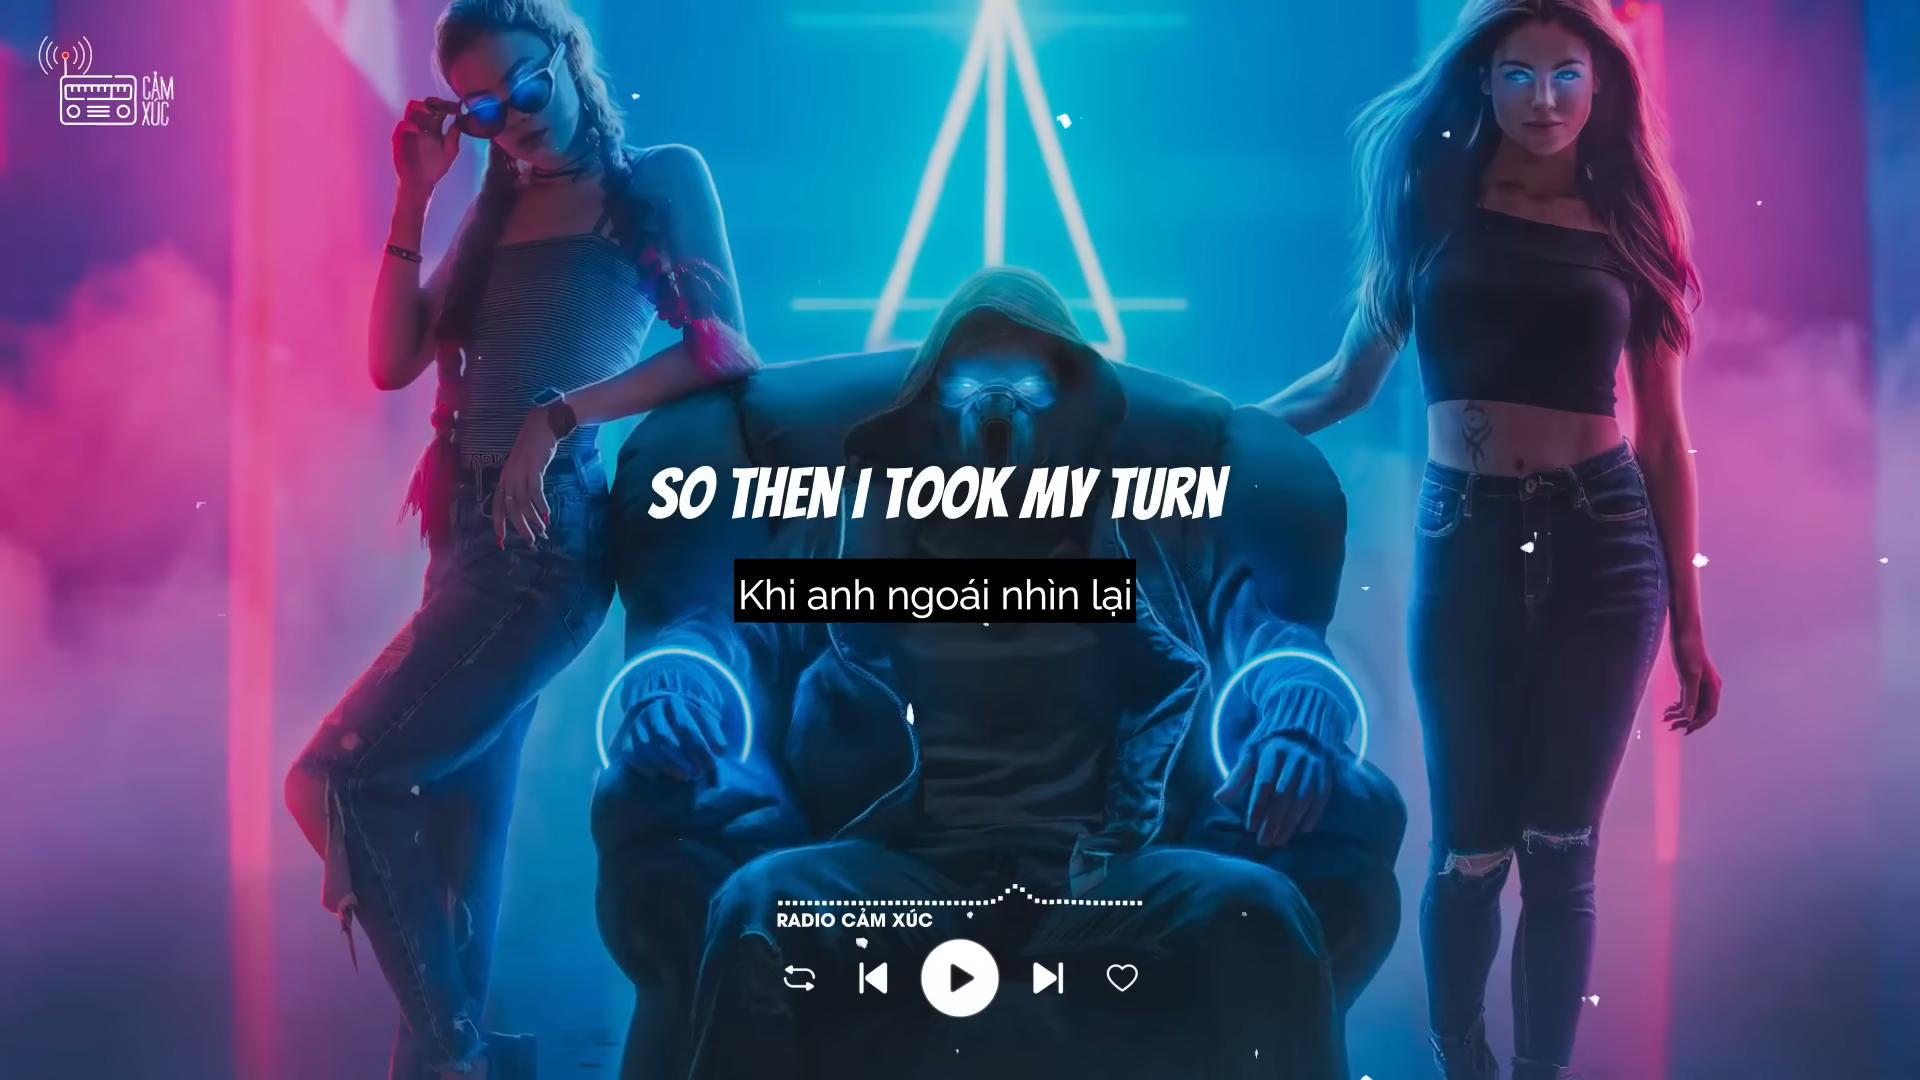 CẢM
XÚC
SO THEN I TOOK MY TURN
Khi anh ngoái nhìn lại
RADIO CẢM XÚC